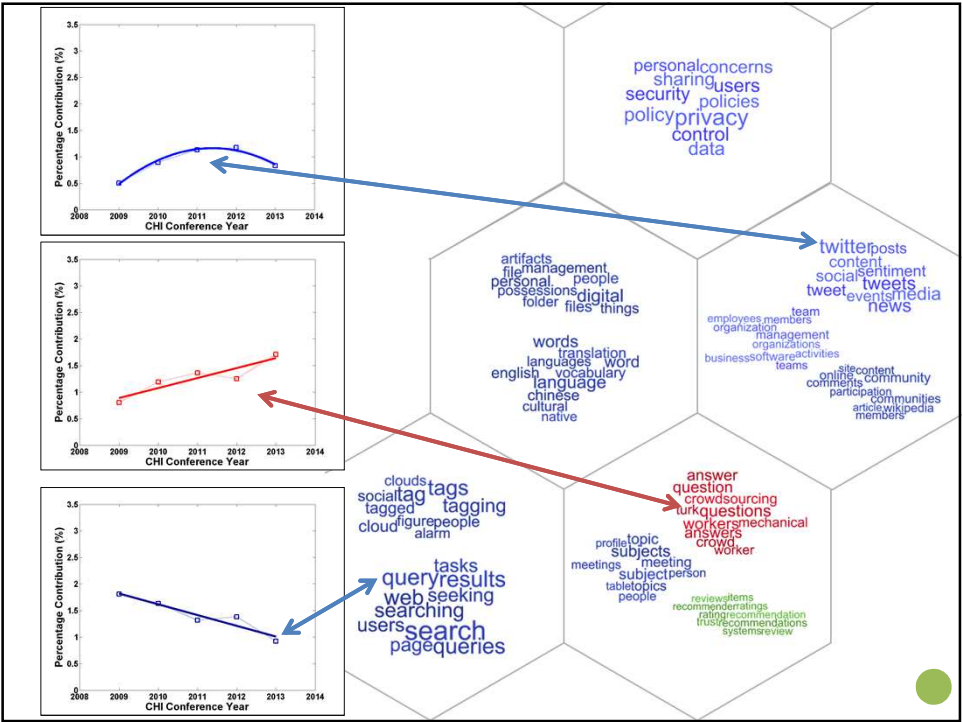 3.5
3
2.5
2
1.5
1
0.5
0
2008 2009 2010 2011 2012 2013 2014
Percentage Contribution (%)
CHI Conference Year
3.5
3
2.5
2
1.5
1
0.5
0
2008 2009 2010 2011 2012 2013 2014
Percentage Contribution (%)
CHI Conference Year
3.5
3
2.5
2
1.5
1
0.5
0
2008 2009 2010 2011 2012 2013 2014
Percentage Contribution (%)
CHI Conference Year
personal concerns
sharing users
security policies
policy privacy
control
data
artifacts
file management
personal people
possessions digital
folder files things
words
translation
languages word
english vocabulary
language
chinese
cultural
native
twitter posts
content
social sentiment
tweet tweets
events media
news
team
employees members
organization management
organizations
business software activities
teams
site content
online community
comments
participation
communities
article wikipedia
members
clouds
social tag tags
tagged tagging
cloud figure people
alarm
tasks
query results
web seeking
searching
users search
page queries
answer
question
crowdsourcing
turk questions
workers mechanical
answers
crowd
worker
profile topic
subjects
meetings meeting
subject person
table topics
people
reviews items
recommender ratings
rating recommendation
trust recommendations
systems review